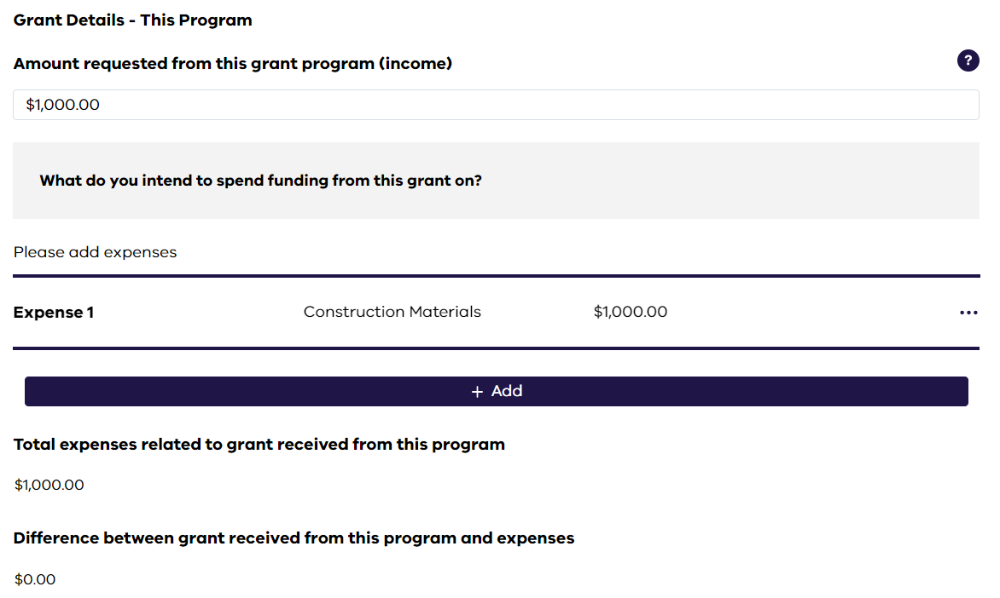 Grant Details - This Program
Amount requested from this grant program (income)
?
$1,000.00
What do you intend to spend funding from this grant on?
Please add expenses
Expense 1 Construction Materials $1,000.00 ...
+ Add
Total expenses related to grant received from this program
$1,000.00
Difference between grant received from this program and expenses
$0.00